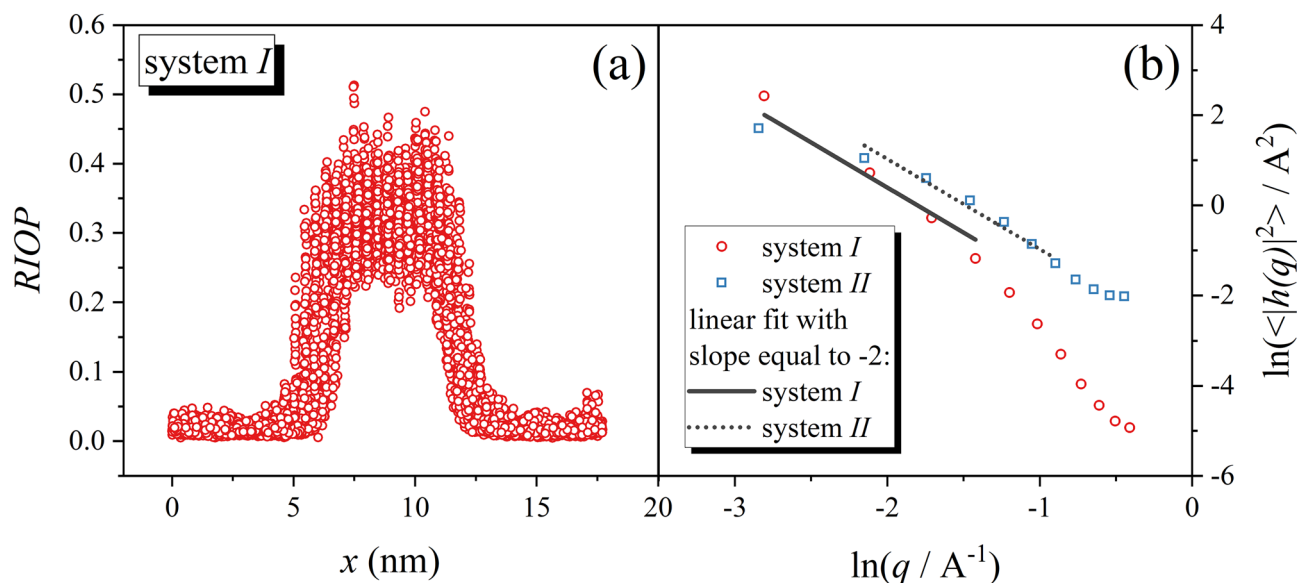 system I
(a)
0.6
0.5
0.4
0.3
0.2
0.1
0.0
RIOP
0
5
10
15
20
x (nm)
(b)
system I
system II
linear fit with
slope equal to -2:
system I
system II
4
2
0
-2
-4
-6
ln(<|h(q)|²> / A²)
-3
-2
-1
0
ln(q / A⁻¹)